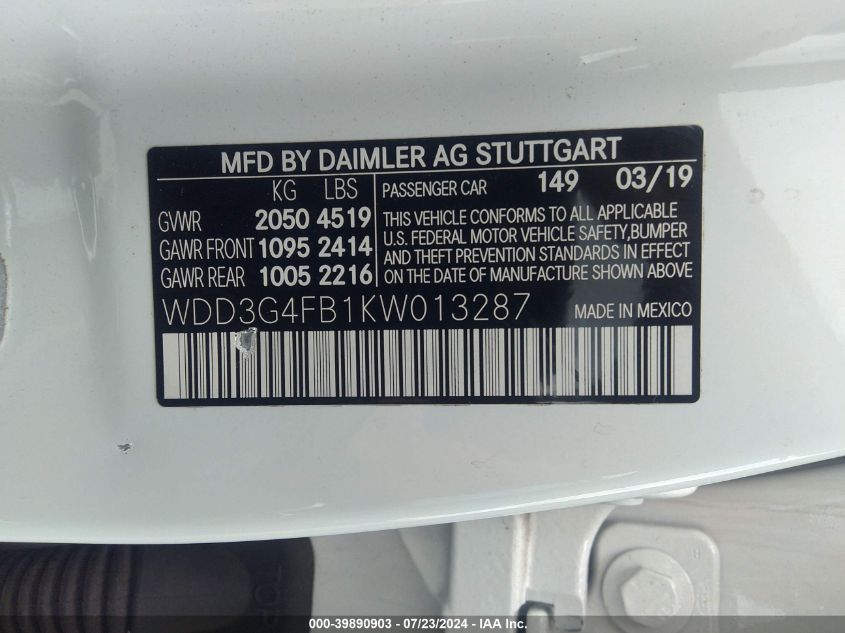 MFD BY DAIMLER AG STUTTGART
KG LBS
GVWR 2050 4519
GAWR FRONT 1095 2414
GAWR REAR 1005 2216
PASSENGER CAR 149 03/19
THIS VEHICLE CONFORMS TO ALL APPLICABLE
U.S. FEDERAL MOTOR VEHICLE SAFETY,BUMPER
AND THEFT PREVENTION STANDARDS IN EFFECT
ON THE DATE OF MANUFACTURE SHOWN ABOVE
WDD3G4FB1KW013287 MADE IN MEXICO
TOP
000-39890903 - 07/23/2024 - IAA Inc.